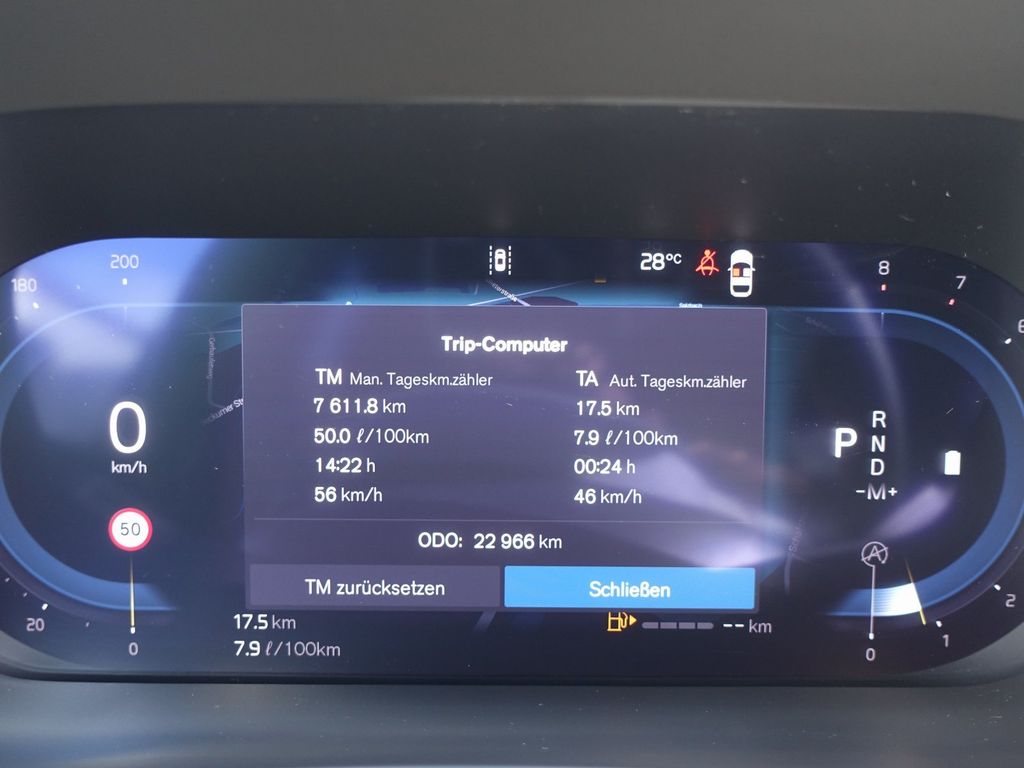 200
180
28°C
8
7
6
Trip-Computer
TM Man. Tageskm.zähler
TA Aut. Tageskm.zähler
7 611.8 km
17.5 km
50.0 ℓ/100km
7.9 ℓ/100km
14:22 h
00:24 h
56 km/h
46 km/h
ODO: 22 966 km
TM zurücksetzen
Schließen
0
km/h
50
P
R
N
D
-M+
A
20
0
17.5 km
7.9 ℓ/100km
-- km
0
1
2